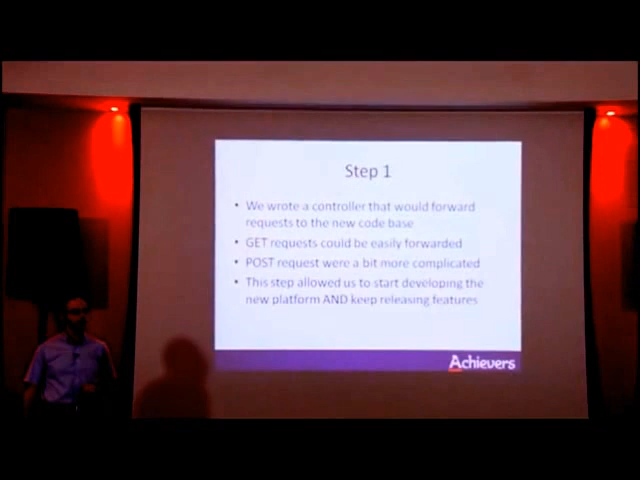 Step 1
• We wrote a controller that would forward
requests to the new code base
• GET requests could be easily forwarded
• POST request were a bit more complicated
• This step allowed us to start developing the
new platform AND keep releasing features
Achievers